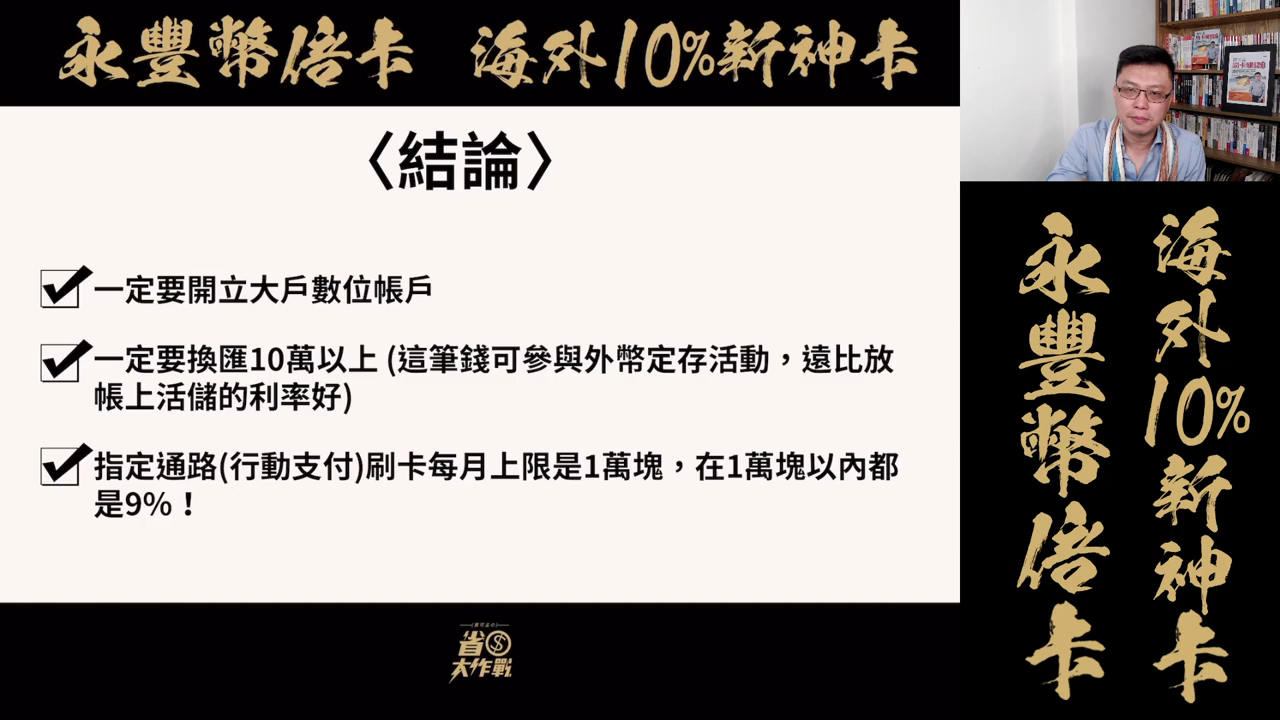 永豐幣倍卡 海外10%新神卡
〈結論〉
一定要開立大戶數位帳戶
一定要換匯10萬以上 (這筆錢可參與外幣定存活動，遠比放
帳上活儲的利率好)
指定通路(行動支付)刷卡每月上限是1萬塊，在1萬塊以內都
是9%！
省$
大作戰
海外10%新神卡
永豐幣倍卡